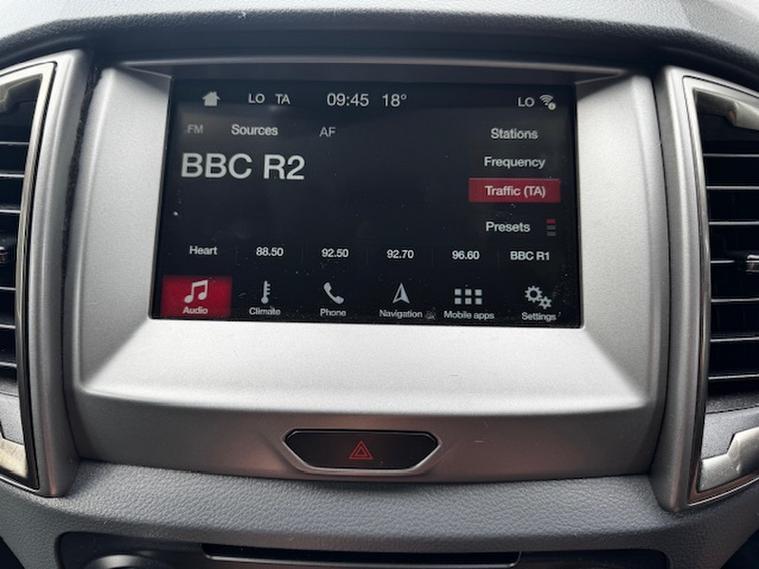 LO TA 09:45 18° LO
FM Sources AF Stations
BBC R2
Frequency
Traffic (TA)
Presets
Heart 88.50 92.50 92.70 96.60 BBC R1
Audio Climate Phone Navigation Mobile apps Settings